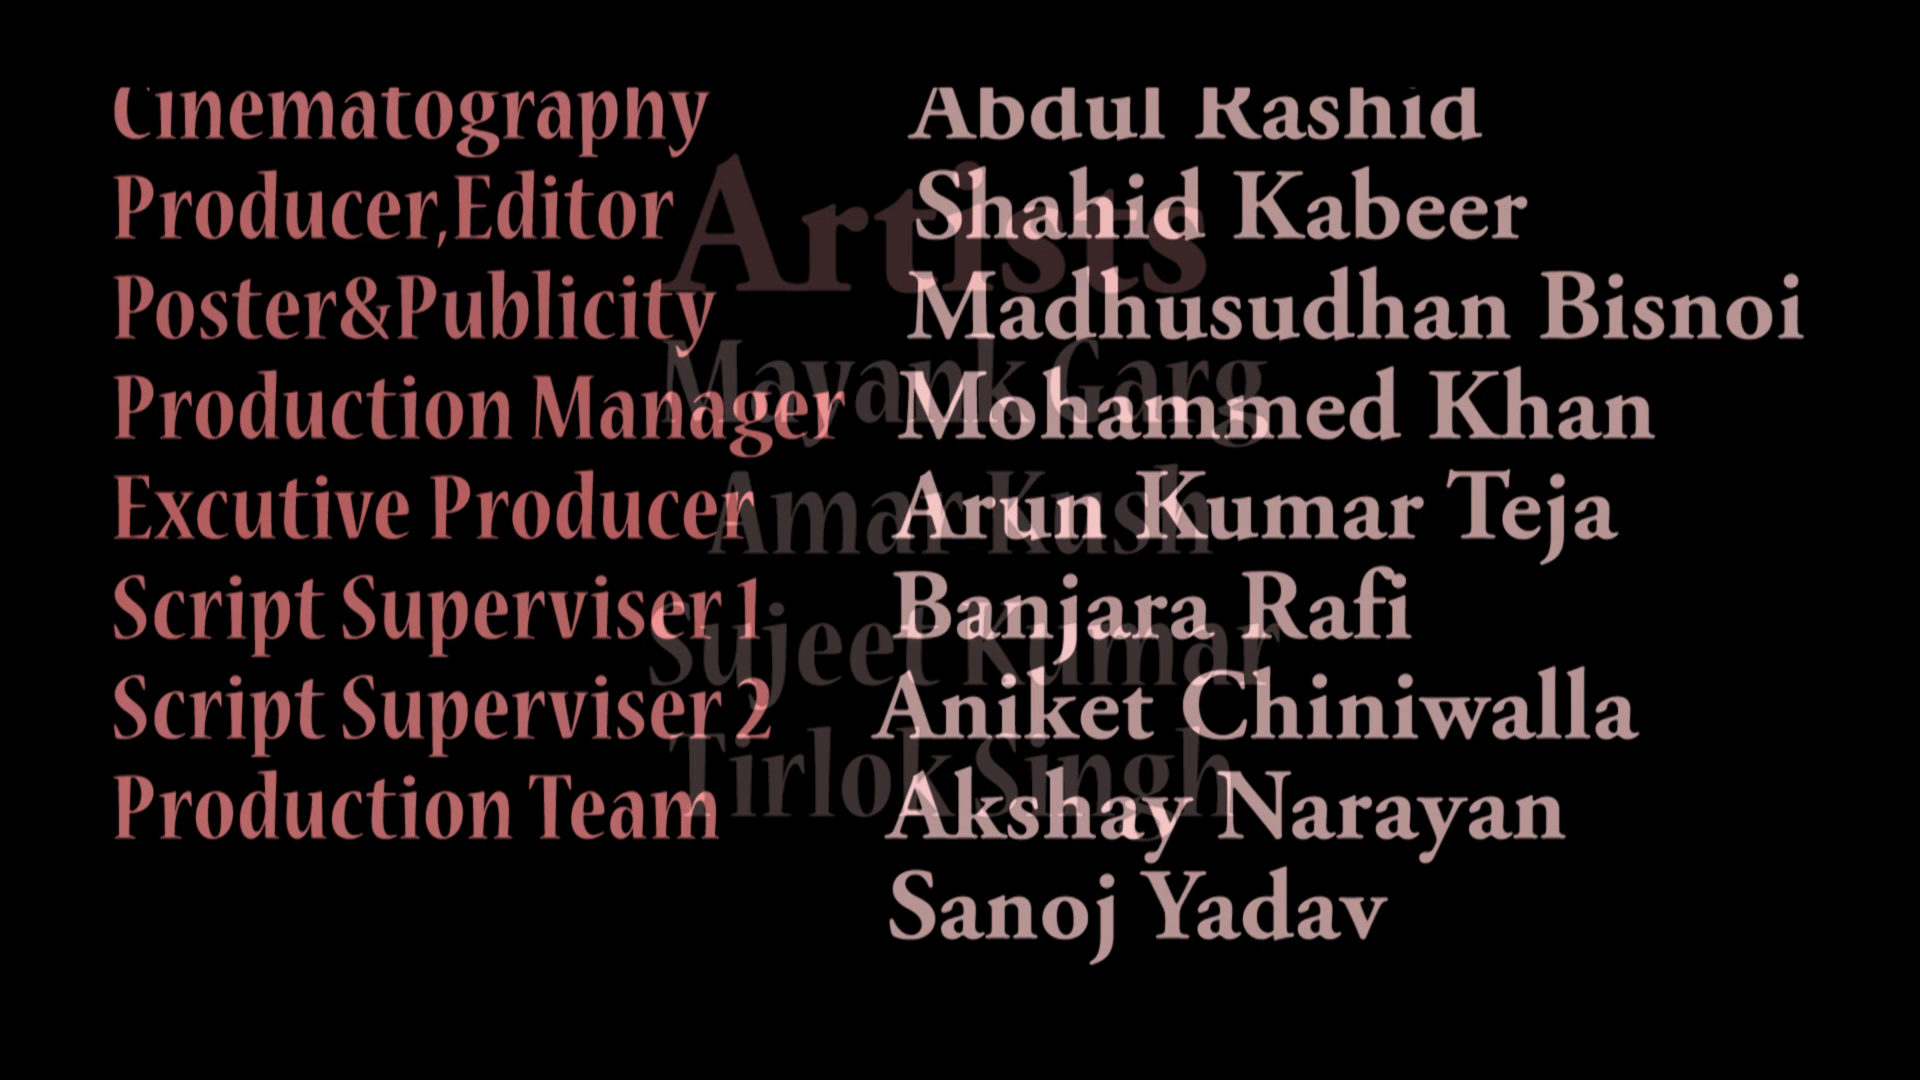 Cinematography Abdul Rashid
Producer,Editor Shahid Kabeer
Poster&Publicity Madhusudhan Bisnoi
Production Manager Mohammed Khan
Excutive Producer Arun Kumar Teja
Script Superviser 1 Banjara Rafi
Script Superviser 2 Aniket Chiniwalla
Production Team Akshay Narayan
Sanoj Yadav
Artists
Mayank Garg
Amar Kush
Sujeet Kumar
Tirlok Singh